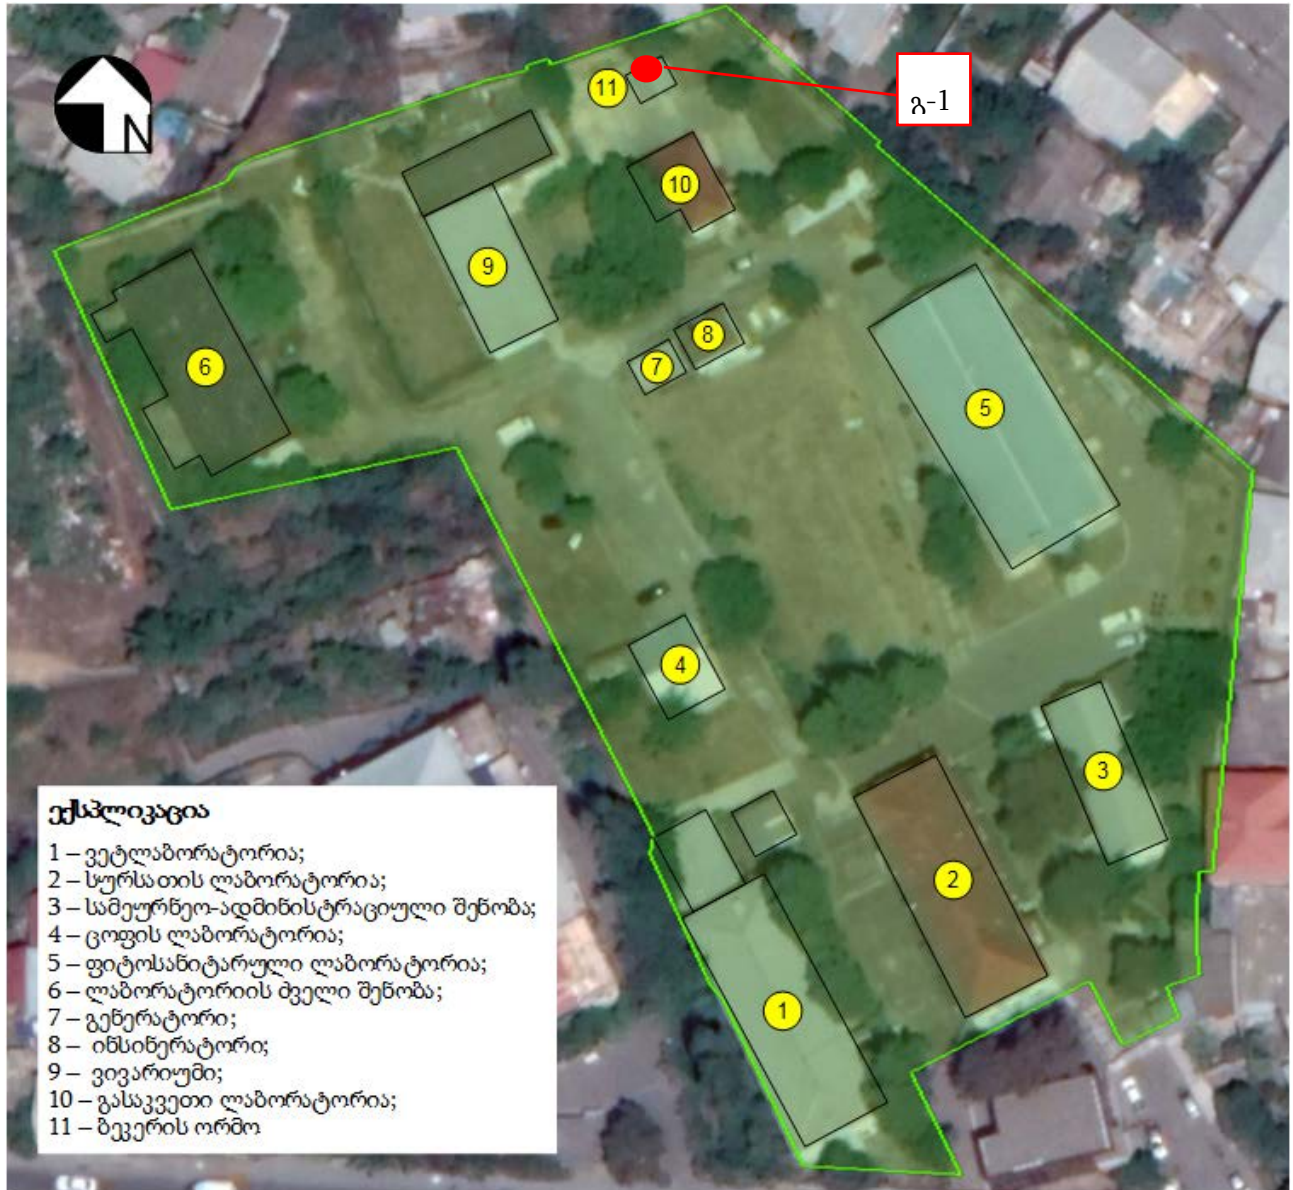 N
11
გ-1
10
9
8
7
6
5
4
3
2
1
ექსპლიკაცია
1 – ვეტლაბორატორია;
2 – სურსათის ლაბორატორია;
3 – სამეურნეო-ადმინისტრაციული შენობა;
4 – ცოფის ლაბორატორია;
5 – ფიტოსანიტარული ლაბორატორია;
6 – ლაბორატორიის ძველი შენობა;
7 – გენერატორი;
8 – ინსინერატორი;
9 – ვივარიუმი;
10 – გასაკვეთი ლაბორატორია;
11 – ბეკერის ორმო